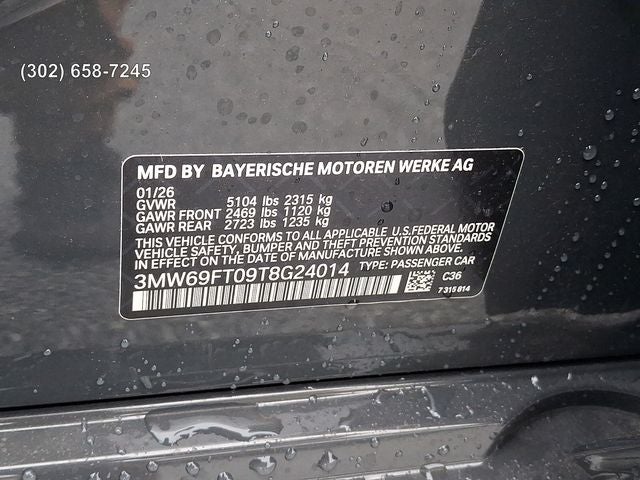 (302) 658-7245
MFD BY BAYERISCHE MOTOREN WERKE AG
01/26
GVWR 5104 lbs 2315 kg
GAWR FRONT 2469 lbs 1120 kg
GAWR REAR 2723 lbs 1235 kg
THIS VEHICLE CONFORMS TO ALL APPLICABLE U.S.FEDERAL MOTOR
VEHICLE SAFETY, BUMPER, AND THEFT PREVENTION STANDARDS
IN EFFECT ON THE DATE OF MANUFACTURE SHOWN ABOVE.
3MW69FT09T8G24014 TYPE: PASSENGER CAR
C36
7315814